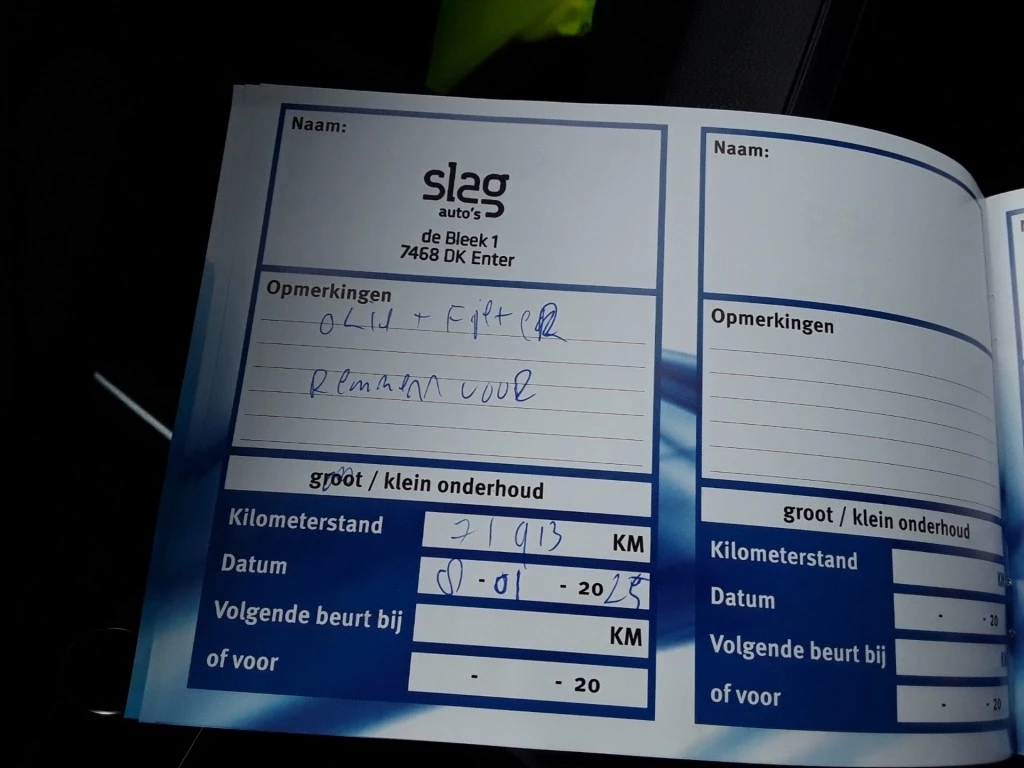 Naam:
slag
auto's
de Bleek 1
7468 DK Enter
Opmerkingen
OLIE + FILTER
Remmen vooR
groot / klein onderhoud
Kilometerstand 71913 KM
Datum 8 - 01 - 2025
Volgende beurt bij KM
of voor - - 20
Naam:
Opmerkingen
groot / klein onderhoud
Kilometerstand
Datum - - 20
Volgende beurt bij
of voor - - 20